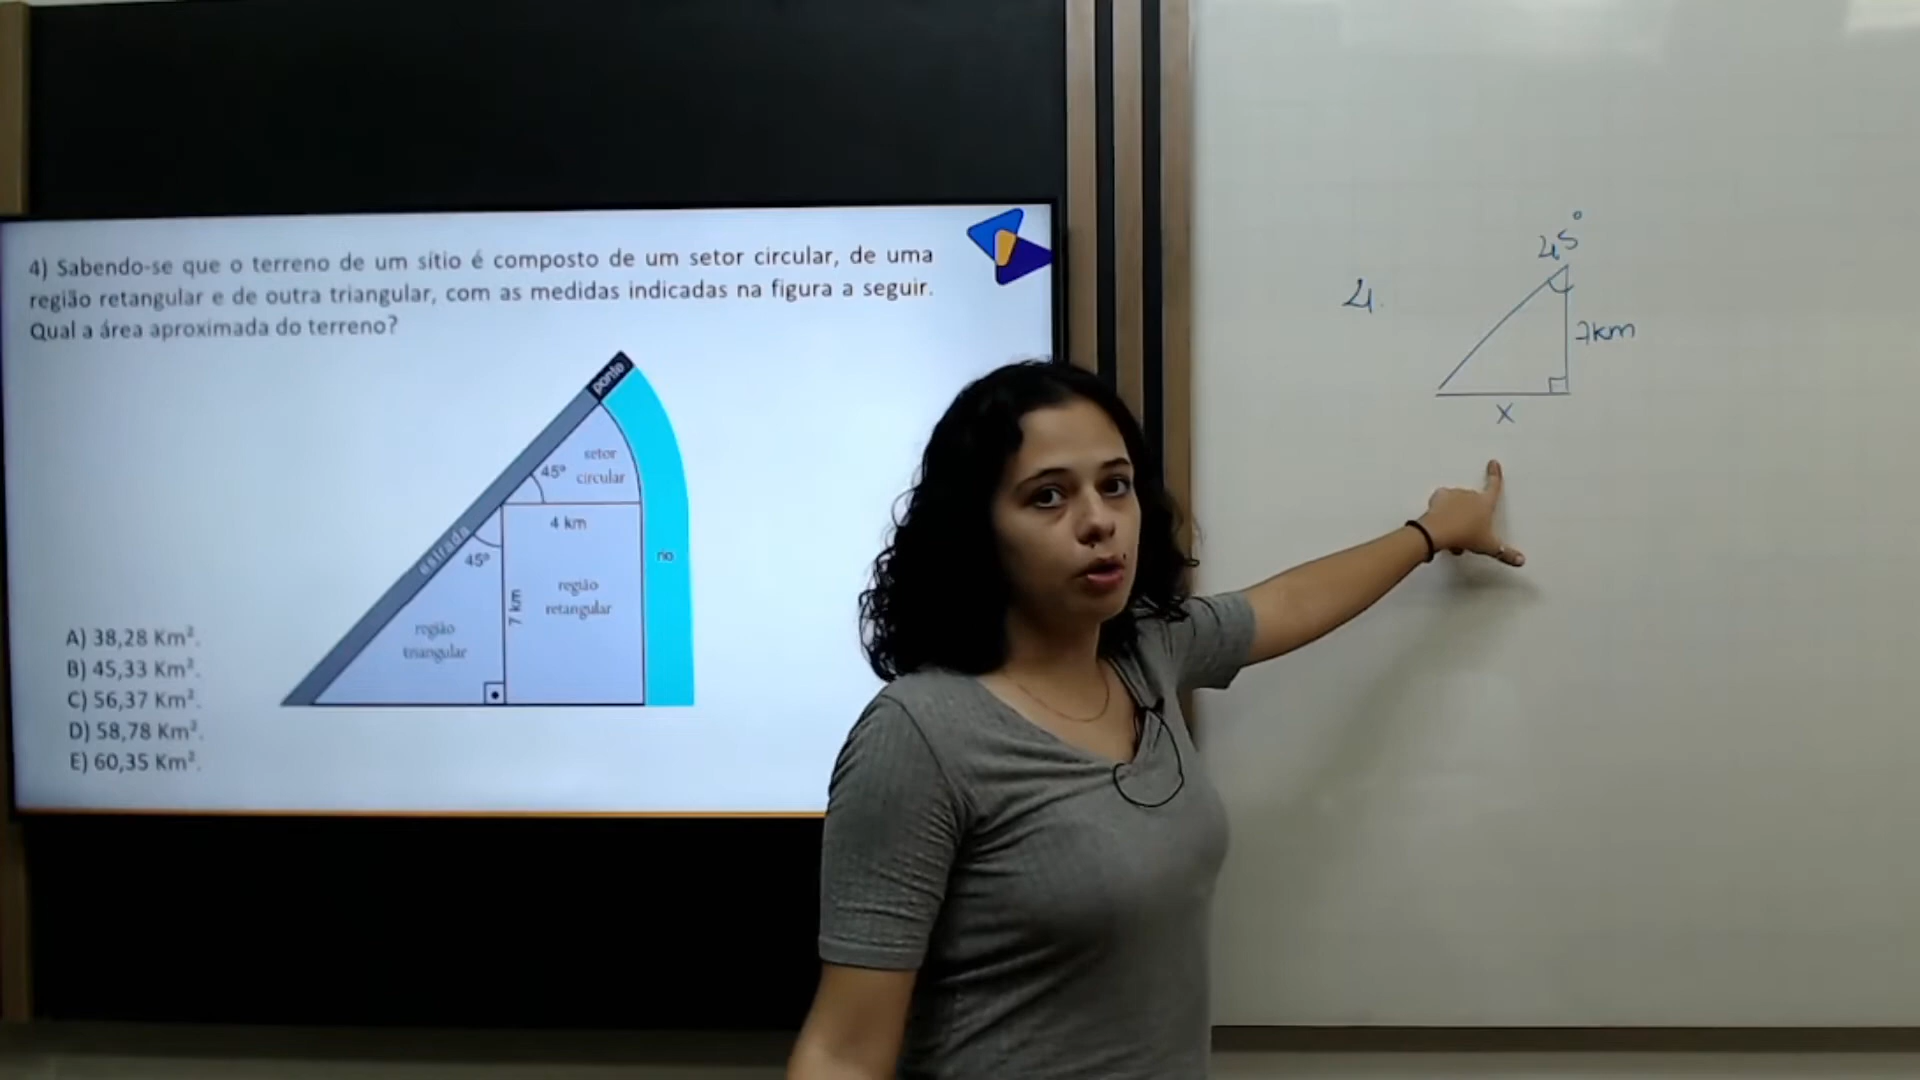 4) Sabendo-se que o terreno de um sítio é composto de um setor circular, de uma
região retangular e de outra triangular, com as medidas indicadas na figura a seguir.
Qual a área aproximada do terreno?
ponte
setor
circular
45º
4 km
estrada
45º
rio
7 km
região
retangular
região
triangular
A) 38,28 Km².
B) 45,33 Km².
C) 56,37 Km².
D) 58,78 Km².
E) 60,35 Km².
4.
45°
7km
x